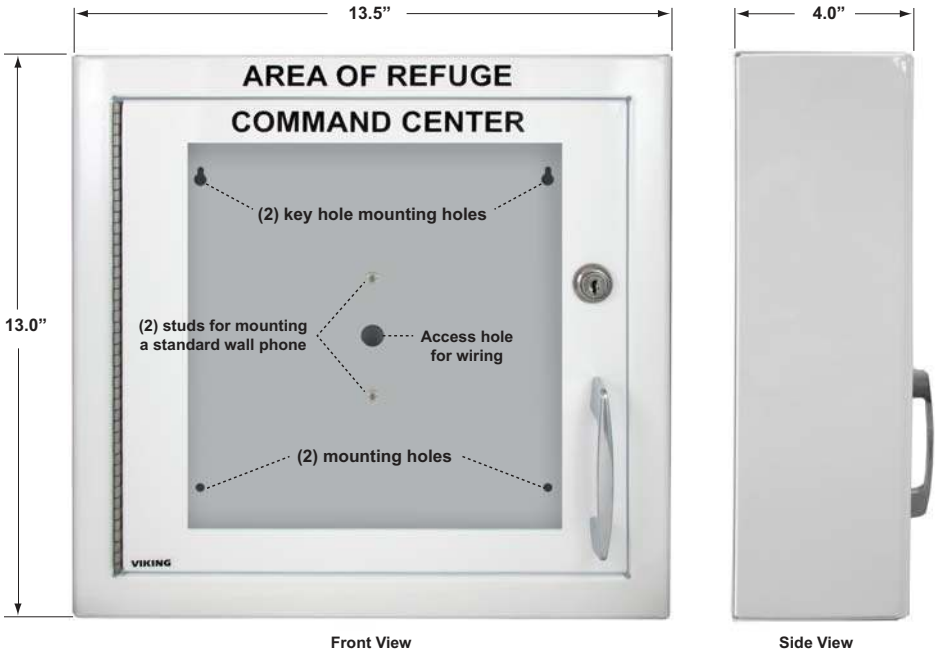 13.5”
4.0”
AREA OF REFUGE
COMMAND CENTER
(2) key hole mounting holes
13.0”
(2) studs for mounting
a standard wall phone
Access hole
for wiring
(2) mounting holes
VIKING
Front View
Side View